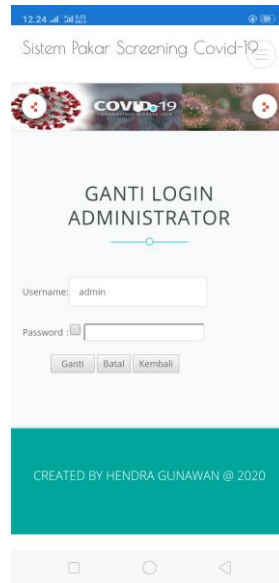 12.24
Sistem Pakar Screening Covid-19
COVID-19
GANTI LOGIN
ADMINISTRATOR
Username: admin
Password :
Ganti Batal Kembali
CREATED BY HENDRA GUNAWAN @ 2020